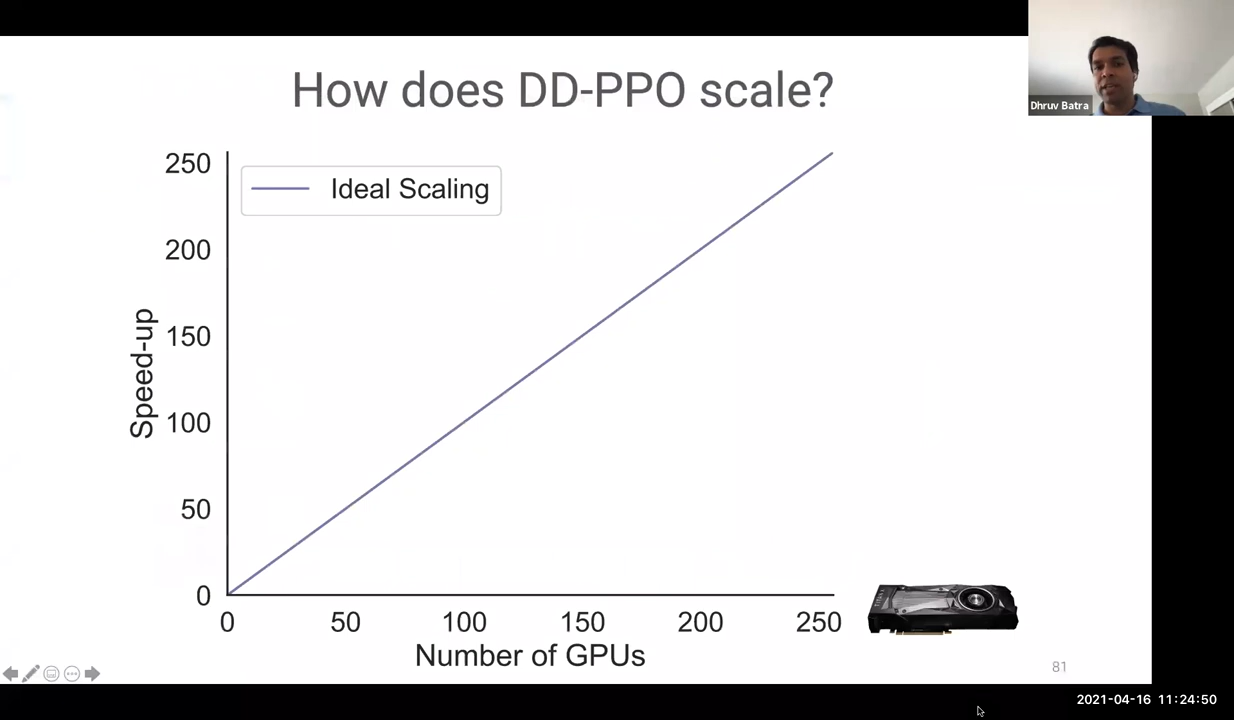 How does DD-PPO scale?
Dhruv Batra
Ideal Scaling
Speed-up
250
200
150
100
50
0
0 50 100 150 200 250
Number of GPUs
81
2021-04-16 11:24:50